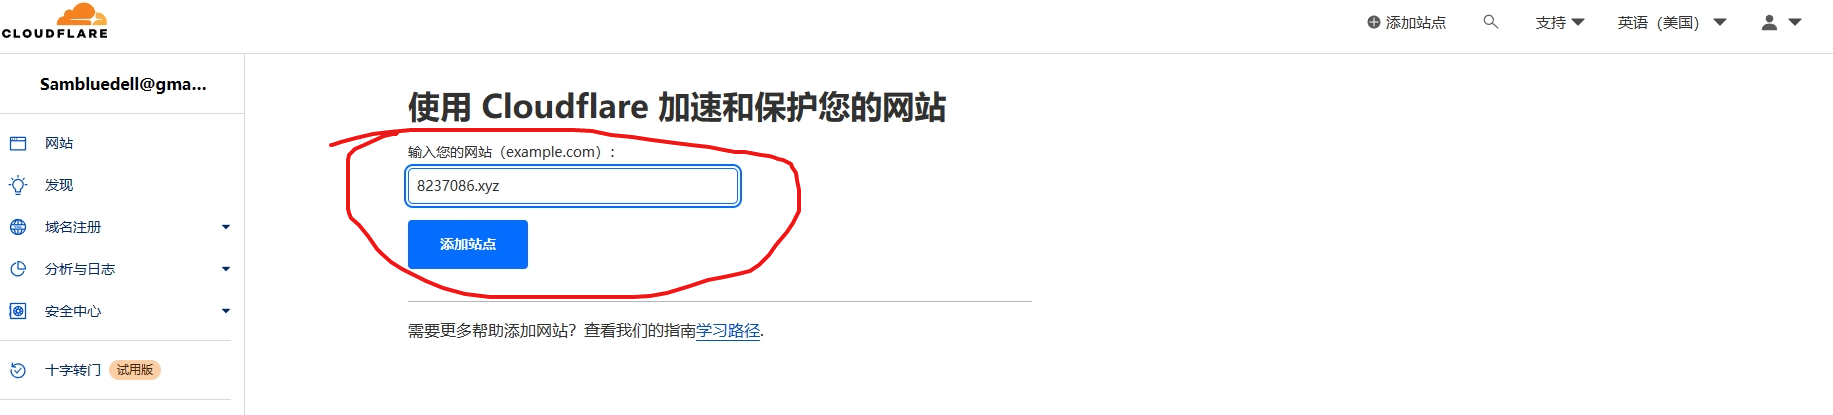 CLOUDFLARE
添加站点
支持
英语（美国）
Sambluedell@gma...
网站
发现
域名注册
分析与日志
安全中心
十字转门 试用版
使用 Cloudflare 加速和保护您的网站
输入您的网站（example.com）：
8237086.xyz
添加站点
需要更多帮助添加网站？查看我们的指南学习路径.